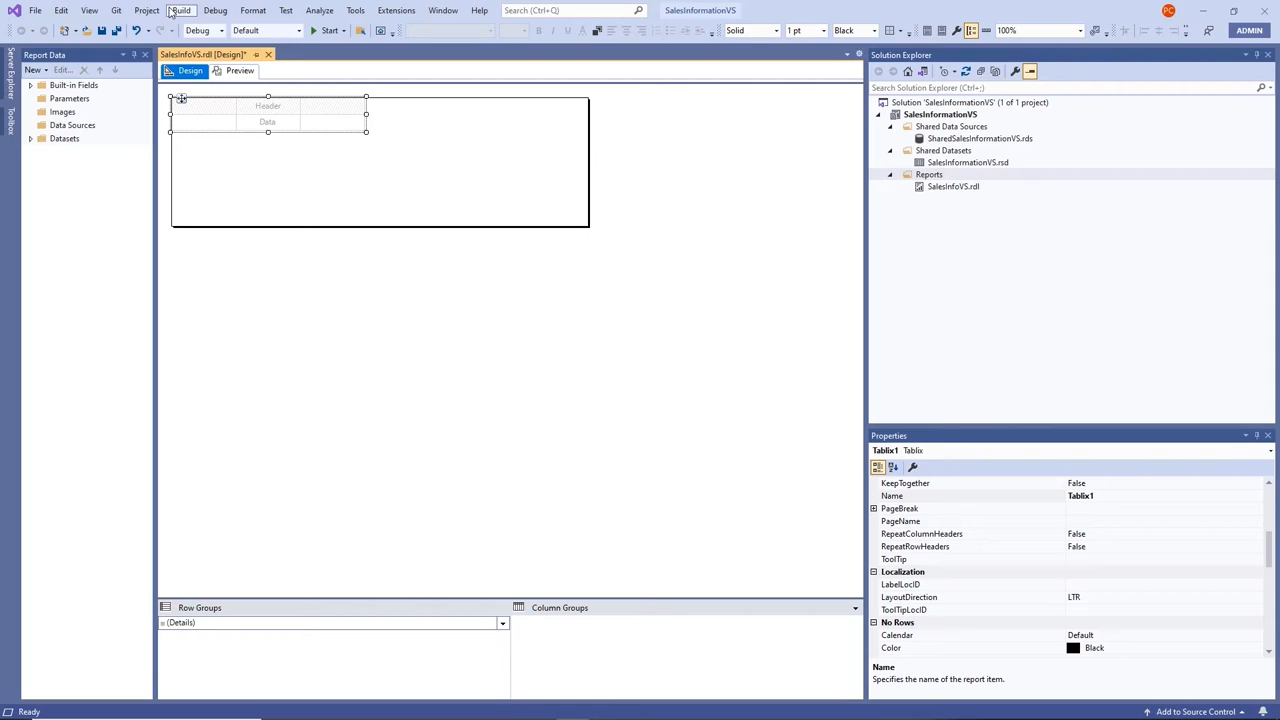 File Edit View Git Project Build Debug Format Test Analyze Tools Extensions Window Help Search (Ctrl+Q) SalesInformationVS PC
Debug Default Start Solid 1 pt Black 100% ADMIN
Server Explorer
Toolbox
Report Data
New Edit...
Built-in Fields
Parameters
Images
Data Sources
Datasets
SalesInfoVS.rdl [Design]*
Design Preview
Header
Data
Row Groups
(Details)
Column Groups
Solution Explorer
Search Solution Explorer (Ctrl+;)
Solution 'SalesInformationVS' (1 of 1 project)
SalesInformationVS
Shared Data Sources
SharedSalesInformationVS.rds
Shared Datasets
SalesInformationVS.rsd
Reports
SalesInfoVS.rdl
Properties
Tablix1 Tablix
KeepTogether False
Name Tablix1
PageBreak
PageName
RepeatColumnHeaders False
RepeatRowHeaders False
ToolTip
Localization
LabelLocID
LayoutDirection LTR
ToolTipLocID
No Rows
Calendar Default
Color Black
Name
Specifies the name of the report item.
Ready Add to Source Control